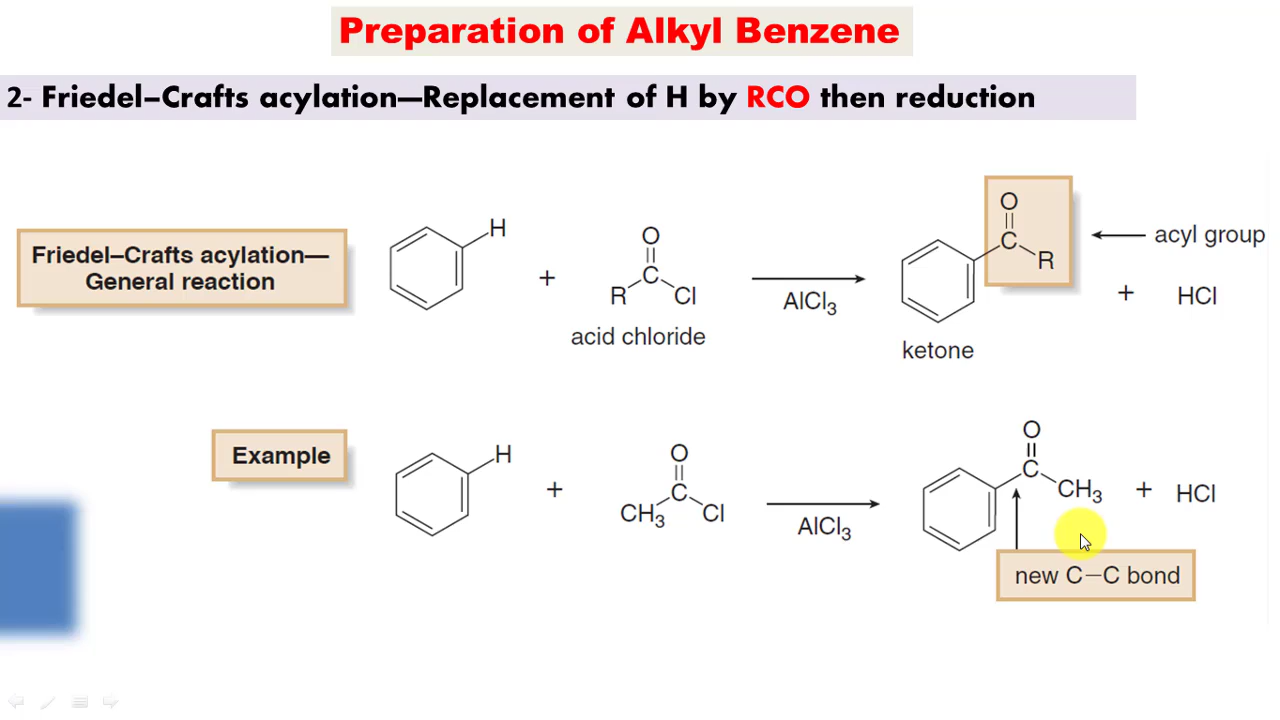 Preparation of Alkyl Benzene
2- Friedel–Crafts acylation—Replacement of H by RCO then reduction
Friedel–Crafts acylation—
General reaction
H
+
O
C
R
Cl
acid chloride
AlCl₃
O
C
R
ketone
acyl group
+
HCl
Example
H
+
O
C
CH₃
Cl
AlCl₃
O
C
CH₃
+
HCl
new C–C bond